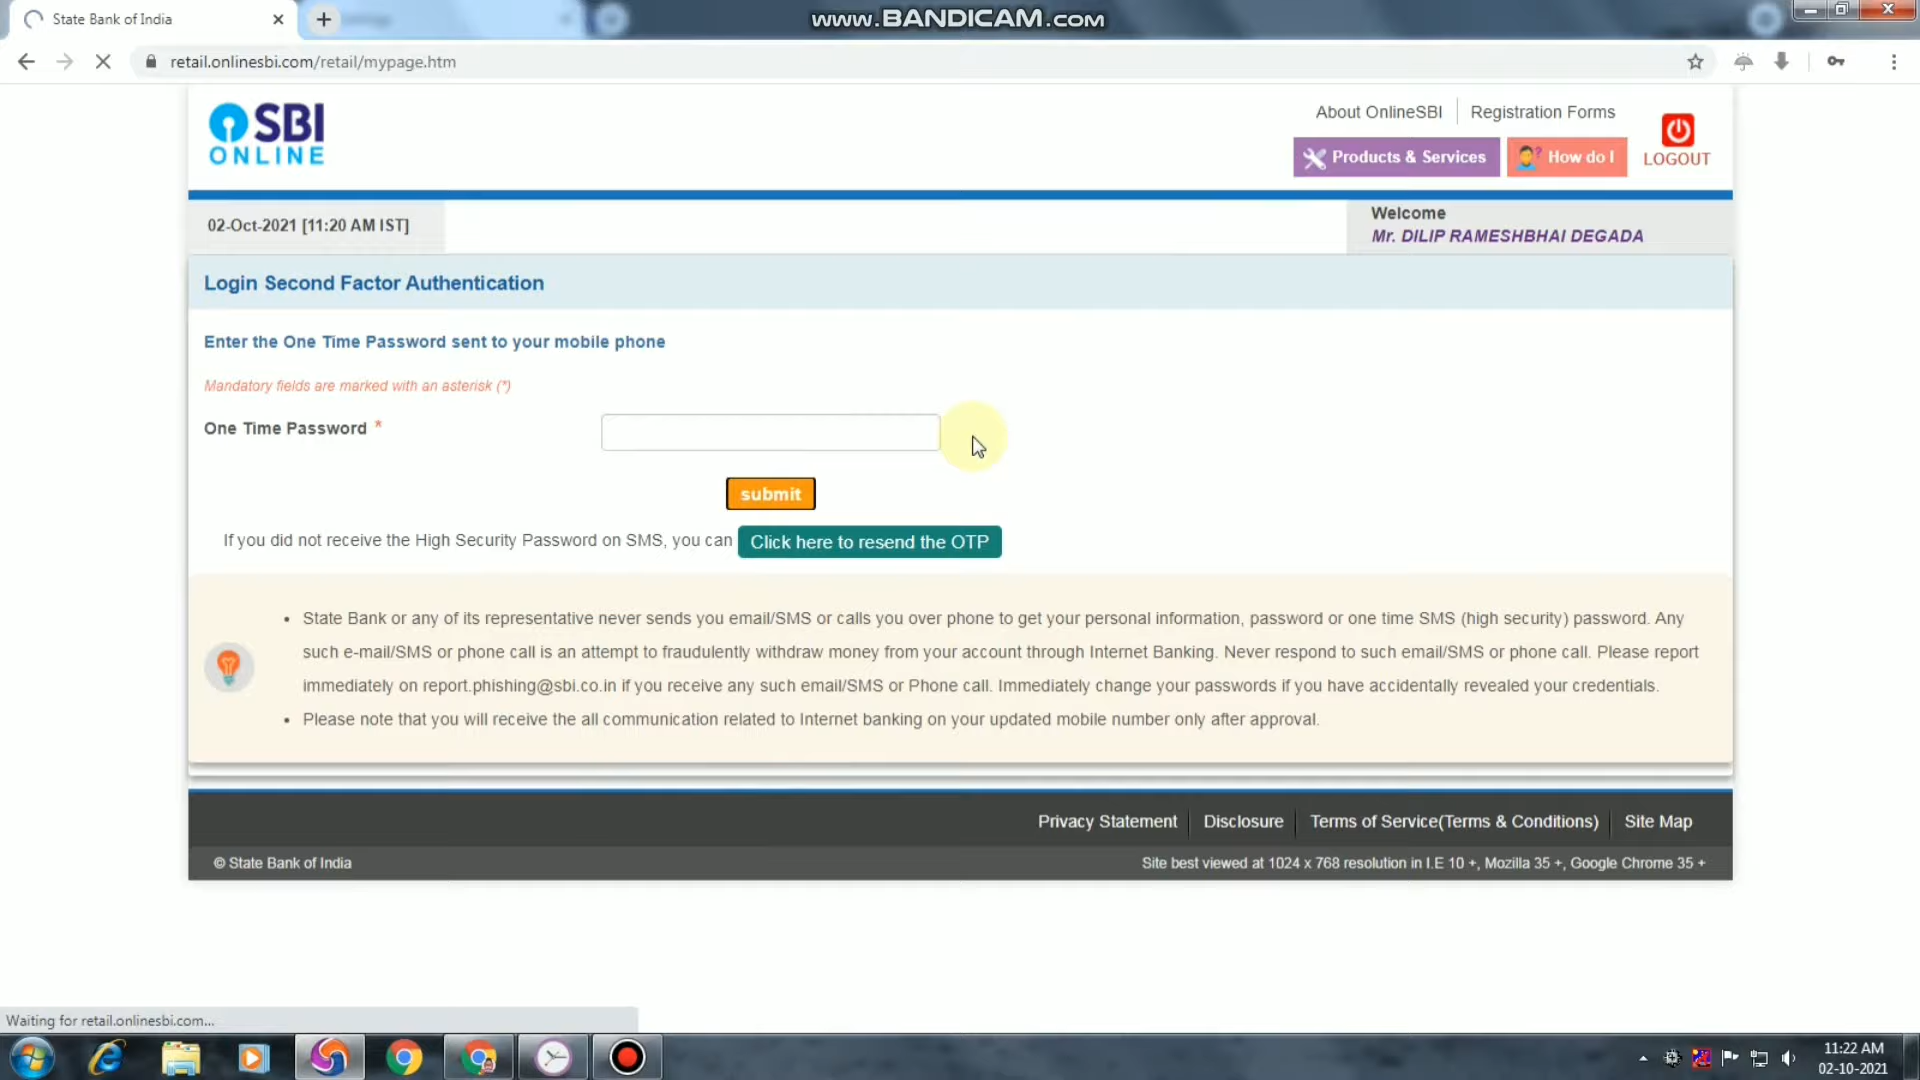 State Bank of India
www.BANDICAM.com
retail.onlinesbi.com/retail/mypage.htm
SBI
ONLINE
About OnlineSBI
Registration Forms
Products & Services
How do I
LOGOUT
02-Oct-2021 [11:20 AM IST]
Welcome
Mr. DILIP RAMESHBHAI DEGADA
Login Second Factor Authentication
Enter the One Time Password sent to your mobile phone
Mandatory fields are marked with an asterisk (*)
One Time Password *
submit
If you did not receive the High Security Password on SMS, you can Click here to resend the OTP
• State Bank or any of its representative never sends you email/SMS or calls you over phone to get your personal information, password or one time SMS (high security) password. Any
such e-mail/SMS or phone call is an attempt to fraudulently withdraw money from your account through Internet Banking. Never respond to such email/SMS or phone call. Please report
immediately on report.phishing@sbi.co.in if you receive any such email/SMS or Phone call. Immediately change your passwords if you have accidentally revealed your credentials.
• Please note that you will receive the all communication related to Internet banking on your updated mobile number only after approval.
Privacy Statement
Disclosure
Terms of Service(Terms & Conditions)
Site Map
© State Bank of India
Site best viewed at 1024 x 768 resolution in I.E 10 +, Mozilla 35 +, Google Chrome 35 +
Waiting for retail.onlinesbi.com...
11:22 AM
02-10-2021